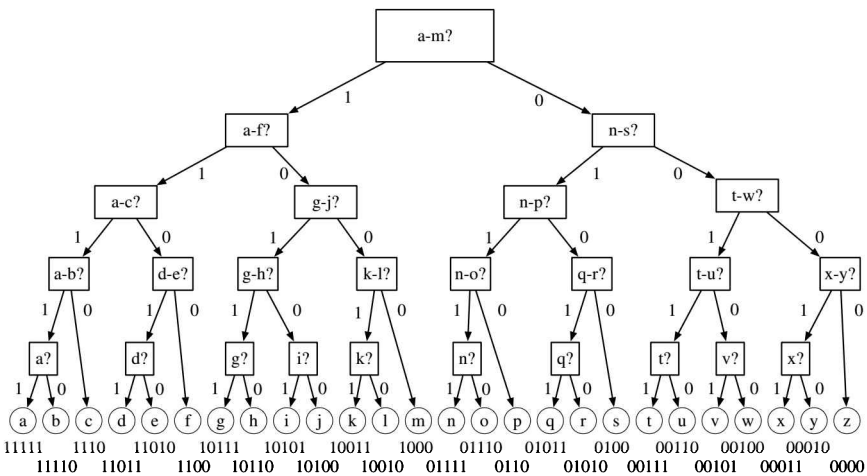 a-m?
1 0
a-f? n-s?
1 0 1 0
a-c? g-j? n-p? t-w?
1 0 1 0 1 0 1 0
a-b? d-e? g-h? k-l? n-o? q-r? t-u? x-y?
1 0 1 0 1 0 1 0 1 0 1 0 1 0 1 0
a? d? g? i? k? n? q? t? v? x?
1 0 1 0 1 0 1 0 1 0 1 0 1 0 1 0 1 0 1 0
a b c d e f g h i j k l m n o p q r s t u v w x y z
11111 1110 11010 10111 10101 10011 1000 01110 01011 0100 00110 00100 00010
11110 11011 1100 10110 10100 10010 01111 0110 01010 00111 00101 00011 0000